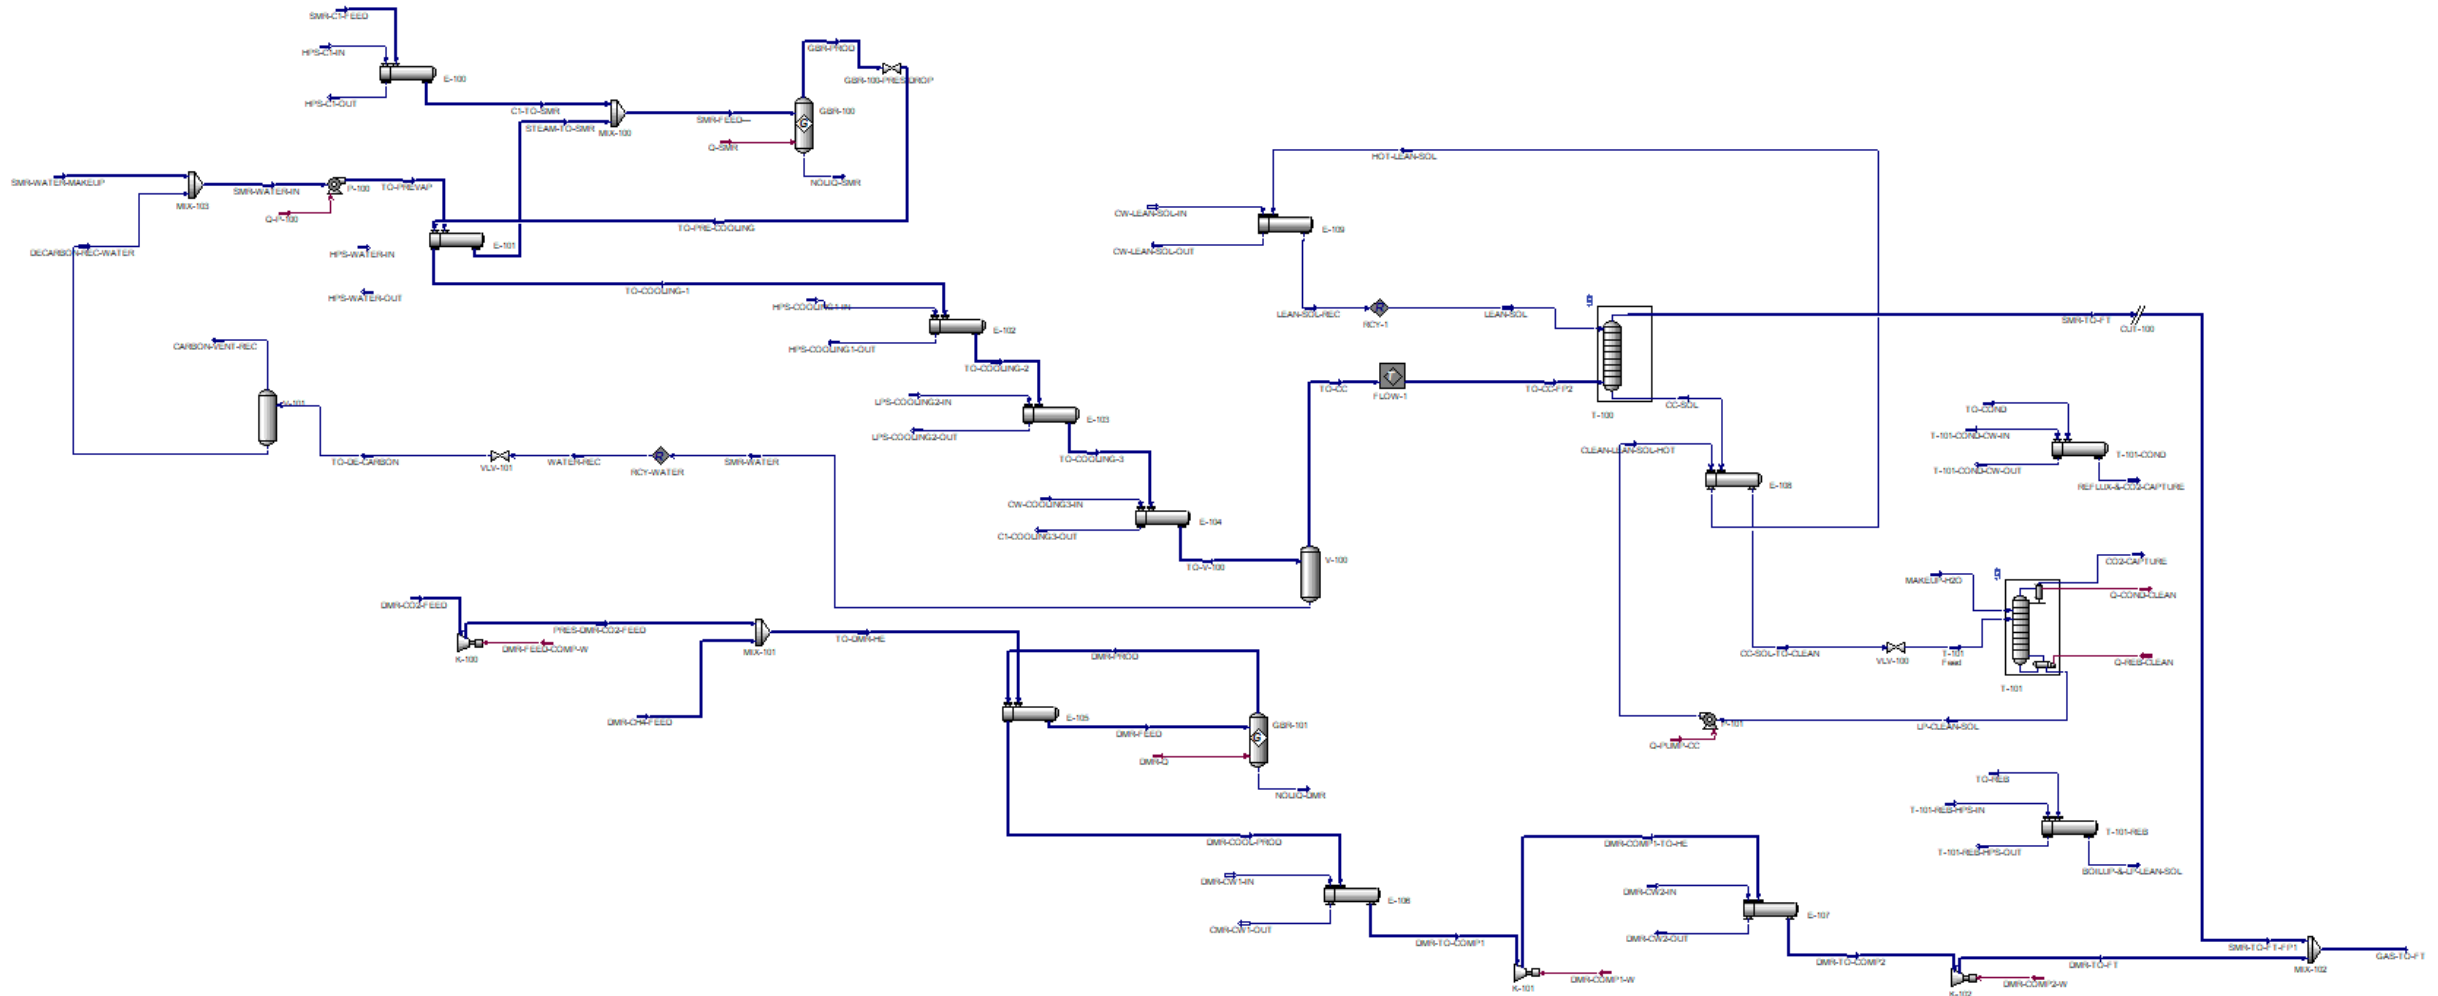 SMR-C1-FEED
HPS-C1-IN
E-100
HPS-C1-OUT
GBR-PROD
GBR-100-PRES DROP
C1-TO-SMR
STEAM-TO-SMR
MIX-100
SMR-FEED---
GBR-100
Q-SMR
NOLIQ-SMR
SMR-WATER-MAKEUP
MIX-103
SMR-WATER-IN
P-100
TO-PREVAP
Q-P-100
TO-PRE-COOLING
DECARBON-REC-WATER
HPS-WATER-IN
E-101
HPS-WATER-OUT
TO-COOLING-1
HPS-COOLING1-IN
E-102
HPS-COOLING1-OUT
TO-COOLING-2
CARBON-VENT-REC
V-101
LPS-COOLING2-IN
E-103
LPS-COOLING2-OUT
TO-COOLING-3
TO-DE-CARBON
VLV-101
WATER-REC
RCY-WATER
SMR-WATER
CW-COOLING3-IN
E-104
C1-COOLING3-OUT
TO-V-100
V-100
HOT-LEAN-SOL
CW-LEAN-SOL-IN
E-109
CW-LEAN-SOL-OUT
LEAN-SOL-REC
RCY-1
LEAN-SOL
TO-CC
FLOW-1
TO-CC-FP2
T-100
SMR-TO-FT
CUT-100
CC-SOL
CLEAN-LEAN-SOL-HOT
E-108
TO-COND
T-101-COND-CW-IN
T-101-COND
T-101-COND-CW-OUT
REFLUX-&-CO2-CAPTURE
CO2-CAPTURE
MAKEUP-H2O
Q-COND-CLEAN
CC-SOL-TO-CLEAN
VLV-100
T-101
Feed
Q-REB-CLEAN
T-101
P-101
LP-CLEAN-SOL
Q-PUMP-CC
TO-REB
T-101-REB-HPS-IN
T-101-REB
T-101-REB-HPS-OUT
BOILUP-&-LP-LEAN-SOL
DMR-CO2-FEED
PRES-DMR-CO2-FEED
K-100
DMR-FEED-COMP-W
MIX-101
TO-DMR-HE
DMR-PROD
DMR-CH4-FEED
E-105
DMR-FEED
GBR-101
DMR-Q
NOLIQ-DMR
DMR-COOL-PROD
DMR-CW1-IN
E-106
CMR-CW1-OUT
DMR-TO-COMP1
K-101
DMR-COMP1-W
DMR-COMP1-TO-HE
DMR-CW2-IN
E-107
DMR-CW2-OUT
DMR-TO-COMP2
K-102
DMR-COMP2-W
DMR-TO-FT
SMR-TO-FT-FP1
MIX-102
GAS-TO-FT